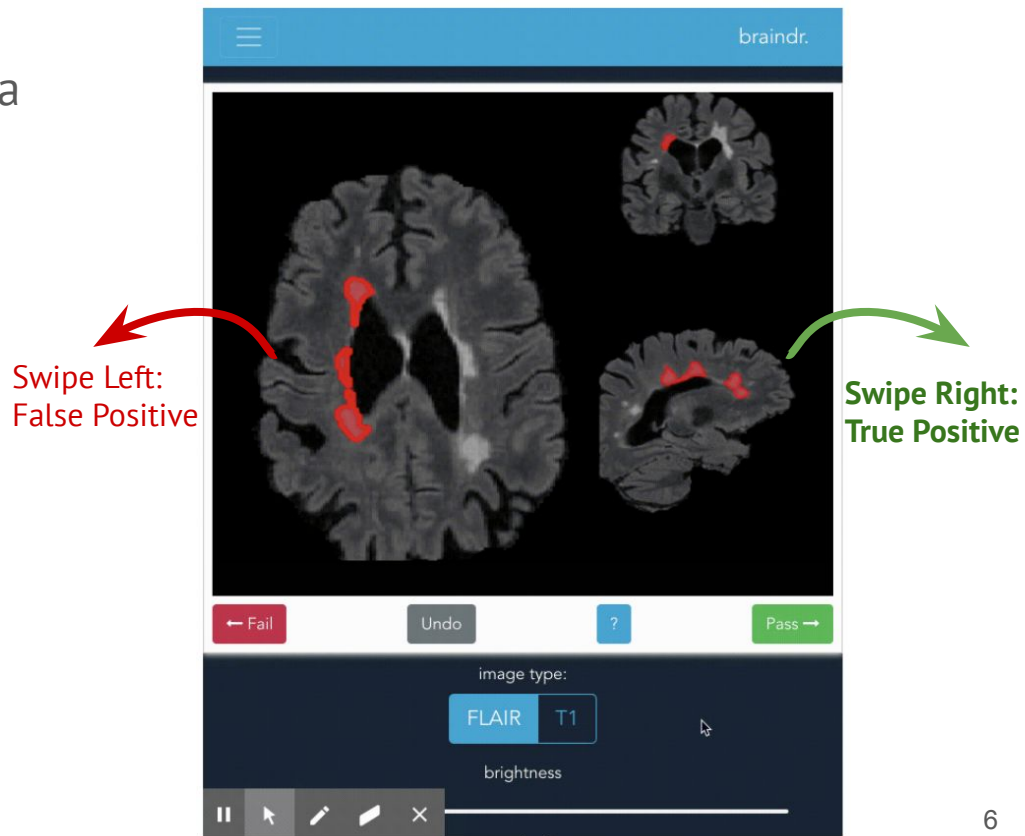 a
braindr.
Swipe Left:
False Positive
Swipe Right:
True Positive
← Fail
Undo
?
Pass →
image type:
FLAIR
T1
brightness
6